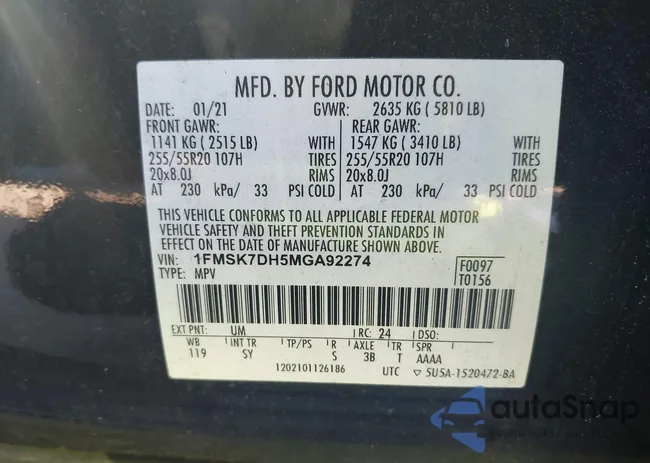 MFD. BY FORD MOTOR CO.
DATE: 01/21 GVWR: 2635 KG ( 5810 LB)
FRONT GAWR: REAR GAWR:
1141 KG ( 2515 LB) WITH 1547 KG ( 3410 LB) WITH
255/55R20 107H TIRES 255/55R20 107H TIRES
20x8.0J RIMS 20x8.0J RIMS
AT 230 kPa/ 33 PSI COLD AT 230 kPa/ 33 PSI COLD
THIS VEHICLE CONFORMS TO ALL APPLICABLE FEDERAL MOTOR
VEHICLE SAFETY AND THEFT PREVENTION STANDARDS IN
EFFECT ON THE DATE OF MANUFACTURE SHOWN ABOVE.
VIN: 1FMSK7DH5MGA92274 F0097
TYPE: MPV T0156
EXT PNT: UM RC: 24 DSO:
WB INT TR TP/PS R AXLE TR SPR
119 SY S 3B T AAAA
1202101126186 UTC ▽ 5U5A-1520472-BA
autoSnap